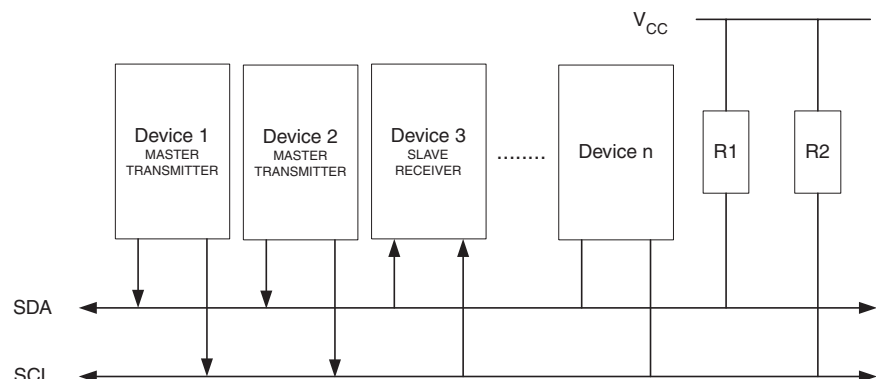 VCC
Device 1
MASTER
TRANSMITTER
Device 2
MASTER
TRANSMITTER
Device 3
SLAVE
RECEIVER
........
Device n
R1
R2
SDA
SCL